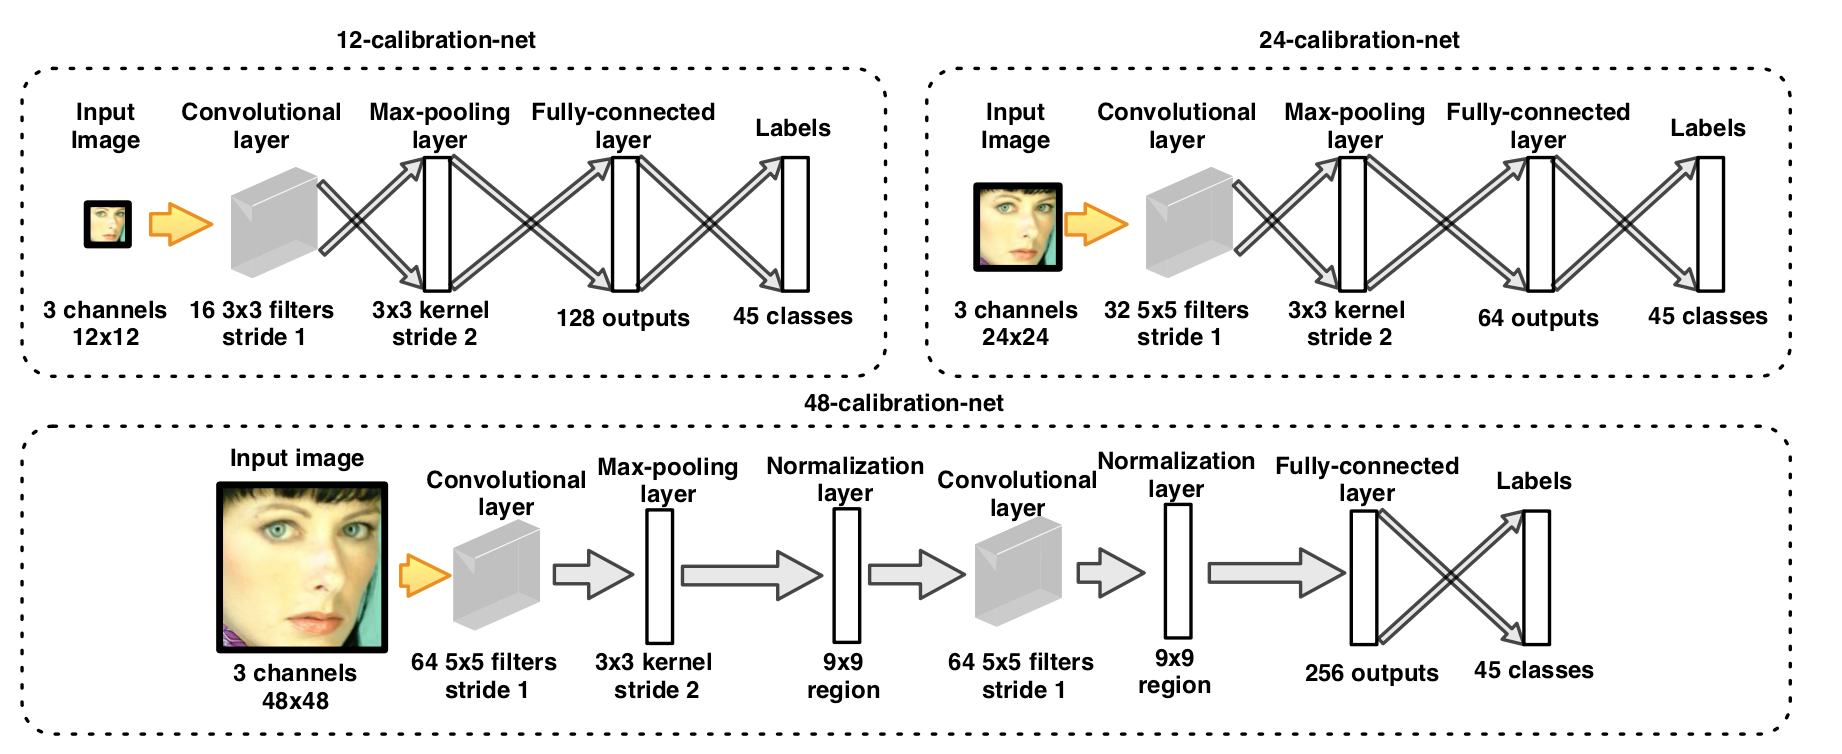 12-calibration-net
Input
Image
Convolutional
layer
Max-pooling
layer
Fully-connected
layer
Labels
3 channels
12x12
16 3x3 filters
stride 1
3x3 kernel
stride 2
128 outputs
45 classes
24-calibration-net
Input
Image
Convolutional
layer
Max-pooling
layer
Fully-connected
layer
Labels
3 channels
24x24
32 5x5 filters
stride 1
3x3 kernel
stride 2
64 outputs
45 classes
48-calibration-net
Input image
Convolutional
layer
Max-pooling
layer
Normalization
layer
Convolutional
layer
Normalization
layer
Fully-connected
layer
Labels
3 channels
48x48
64 5x5 filters
stride 1
3x3 kernel
stride 2
9x9
region
64 5x5 filters
stride 1
9x9
region
256 outputs
45 classes